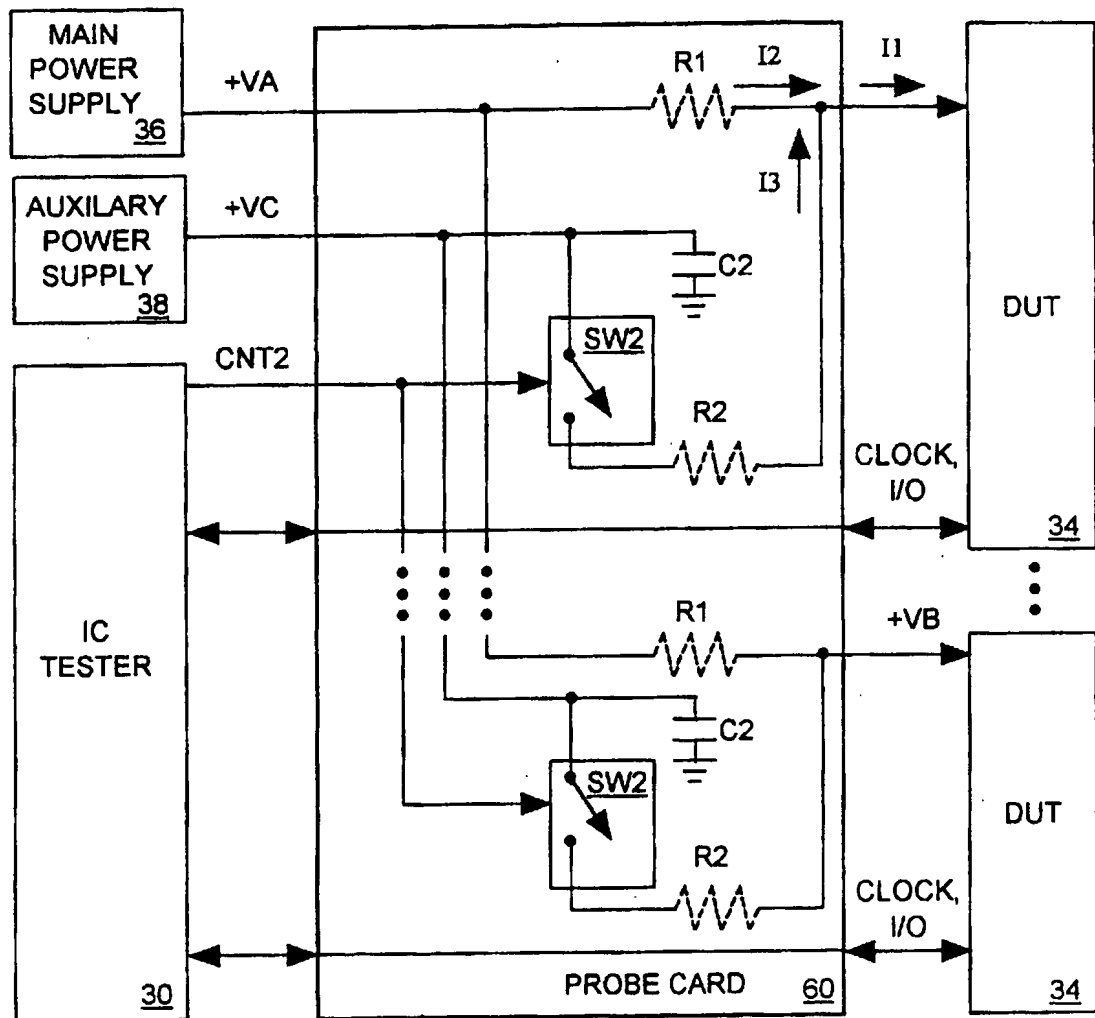 MAIN
POWER
SUPPLY
36
+VA
R1
I2
I1
I3
AUXILARY
POWER
SUPPLY
38
+VC
C2
SW2
CNT2
R2
CLOCK,
I/O
DUT
34
IC
TESTER
30
R1
+VB
C2
SW2
R2
CLOCK,
I/O
DUT
34
PROBE CARD
60